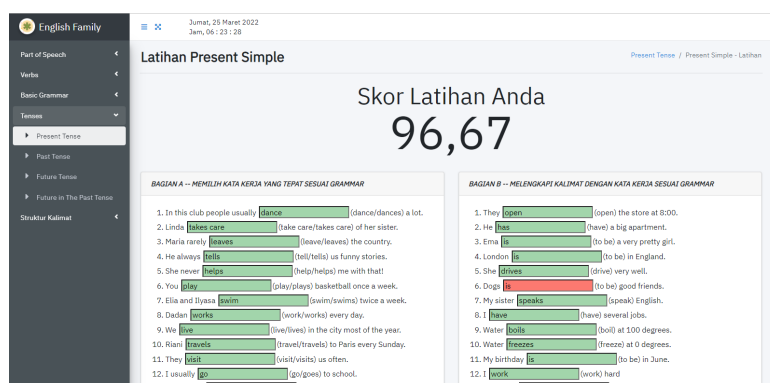 English Family
Jumat, 25 Maret 2022
Jam, 06 : 23 : 28
Part of Speech
Verbs
Basic Grammar
Tenses
Present Tense
Past Tense
Future Tense
Future in The Past Tense
Struktur Kalimat
Latihan Present Simple
Present Tense / Present Simple - Latihan
Skor Latihan Anda
96,67
BAGIAN A -- MEMILIH KATA KERJA YANG TEPAT SESUAI GRAMMAR
1. In this club people usually dance (dance/dances) a lot.
2. Linda takes care (take care/takes care) of her sister.
3. Maria rarely leaves (leave/leaves) the country.
4. He always tells (tell/tells) us funny stories.
5. She never helps (help/helps) me with that!
6. You play (play/plays) basketball once a week.
7. Elia and Ilyasa swim (swim/swims) twice a week.
8. Dadan works (work/works) every day.
9. We live (live/lives) in the city most of the year.
10. Riani travels (travel/travels) to Paris every Sunday.
11. They visit (visit/visits) us often.
12. I usually go (go/goes) to school.
BAGIAN B -- MELENGKAPI KALIMAT DENGAN KATA KERJA SESUAI GRAMMAR
1. They open (open) the store at 8:00.
2. He has (have) a big apartment.
3. Ema is (to be) a very pretty girl.
4. London is (to be) in England.
5. She drives (drive) very well.
6. Dogs is (to be) good friends.
7. My sister speaks (speak) English.
8. I have (have) several jobs.
9. Water boils (boil) at 100 degrees.
10. Water freezes (freeze) at 0 degrees.
11. My birthday is (to be) in June.
12. I work (work) hard